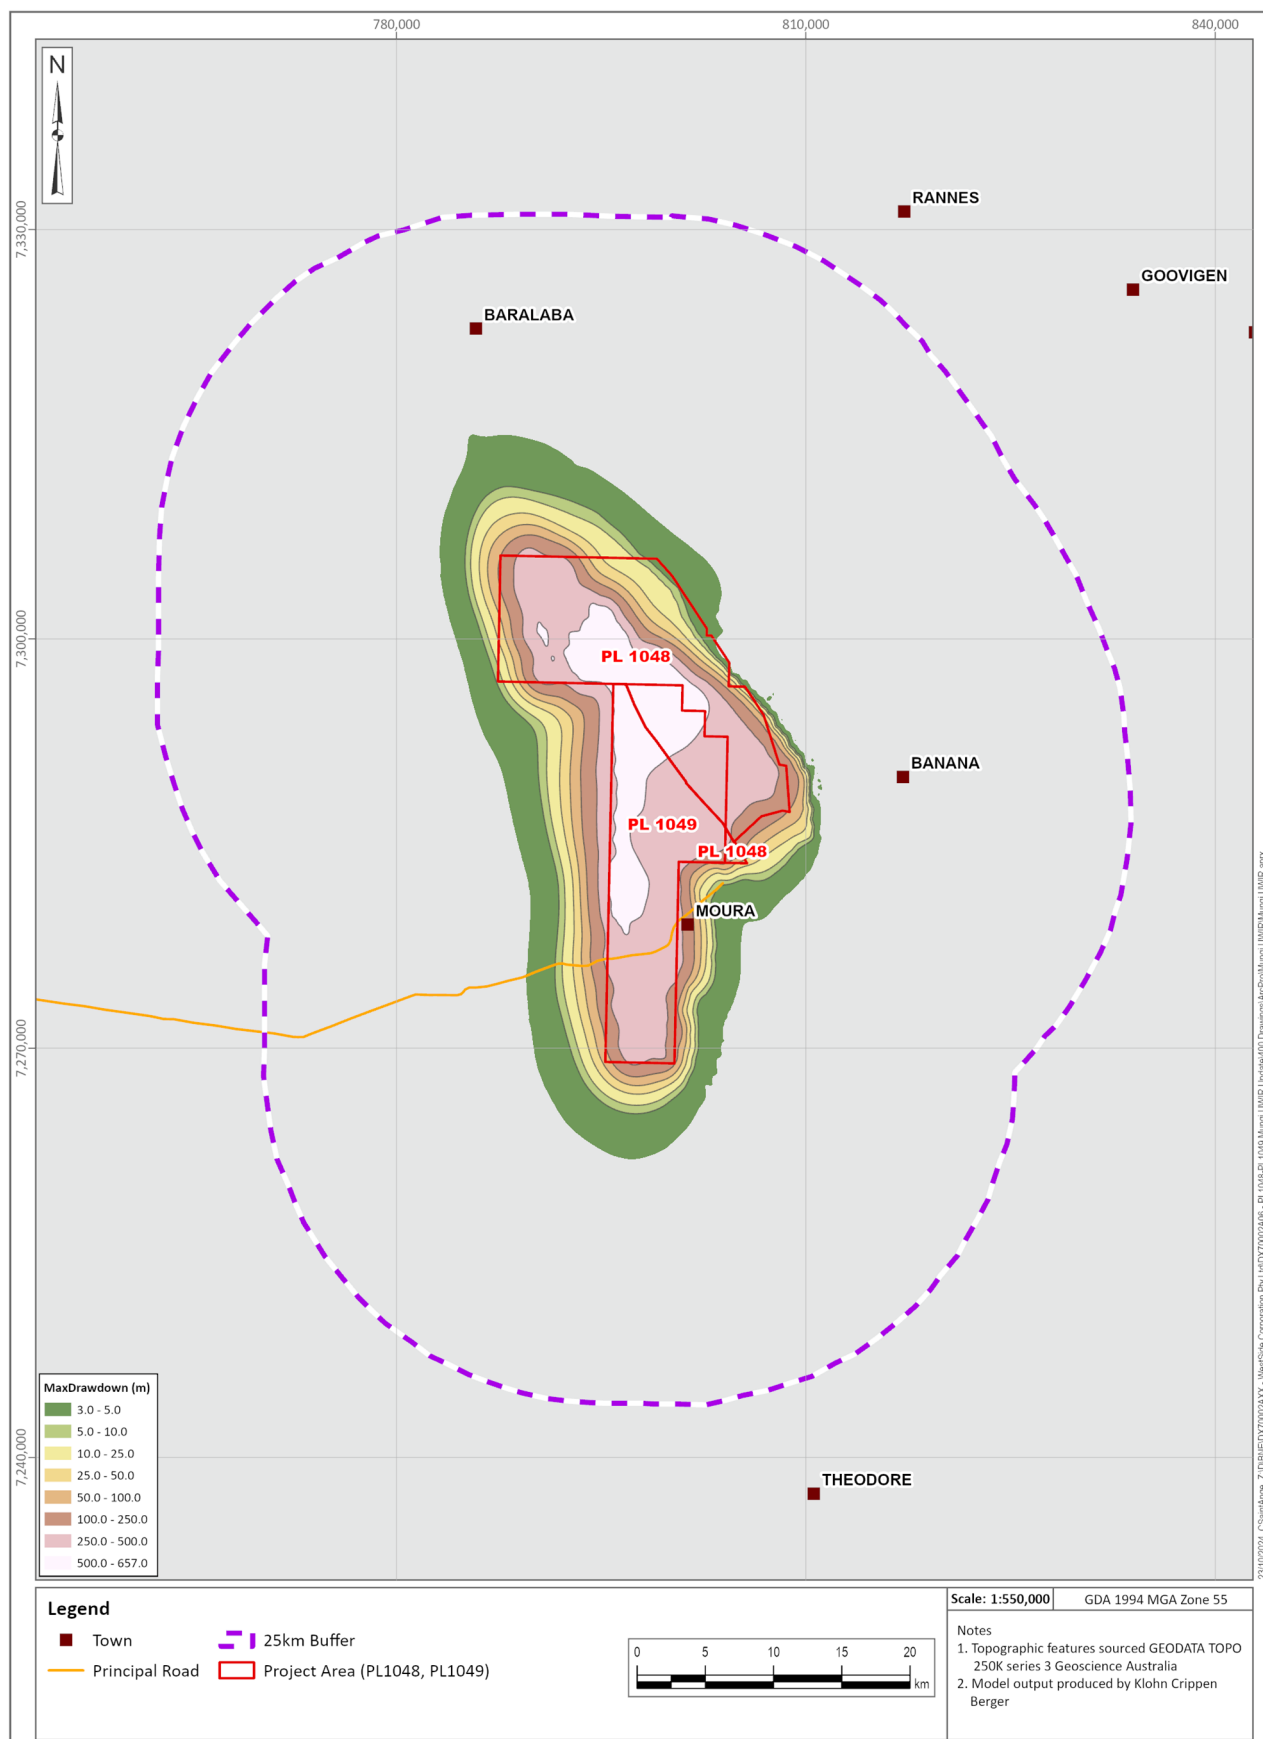 780,000
810,000
840,000
N
7,330,000
RANNES
GOOVIGEN
BARALABA
7,300,000
PL 1048
BANANA
PL 1049
PL 1048
MOURA
7,270,000
7,240,000
THEODORE
MaxDrawdown (m)
3.0 - 5.0
5.0 - 10.0
10.0 - 25.0
25.0 - 50.0
50.0 - 100.0
100.0 - 250.0
250.0 - 500.0
500.0 - 657.0
Legend
Town
25km Buffer
Principal Road
Project Area (PL1048, PL1049)
0 5 10 15 20
km
Scale: 1:550,000
GDA 1994 MGA Zone 55
Notes
1. Topographic features sourced GEODATA TOPO
250K series 3 Geoscience Australia
2. Model output produced by Klohn Crippen
Berger